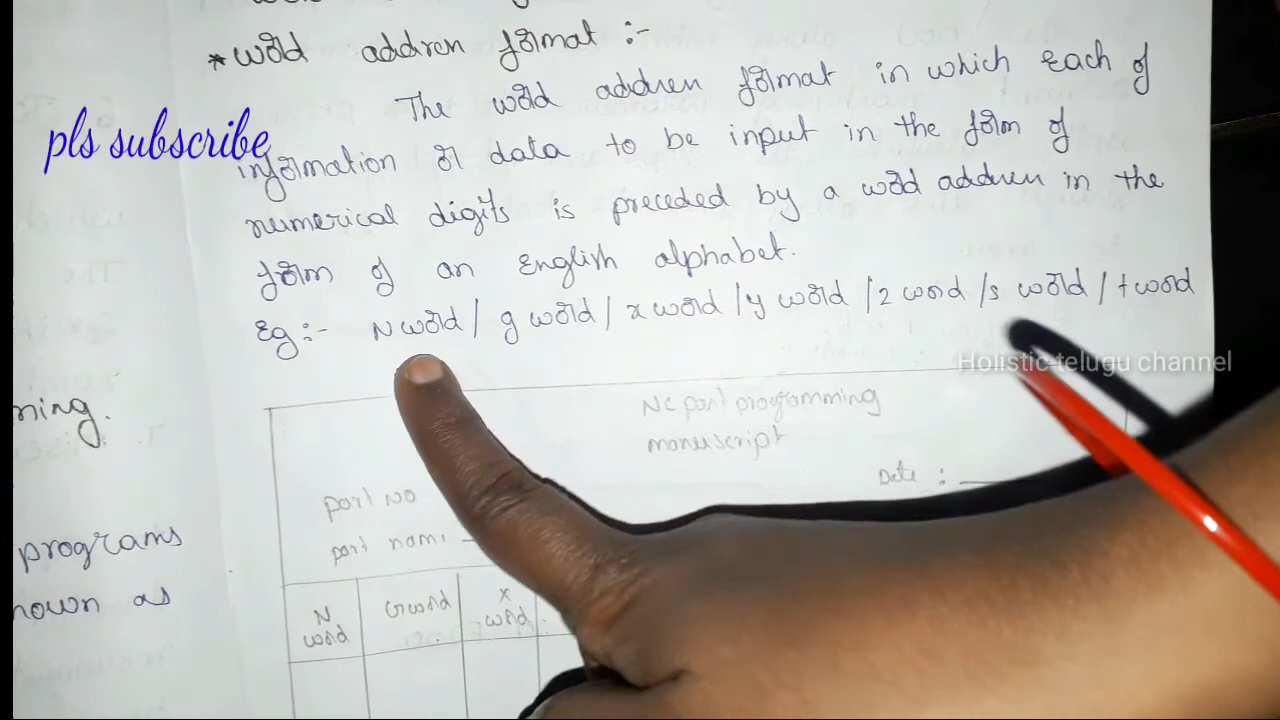 * word address format :-
The word address format in which each of
information or data to be input in the form of
numerical digits is preceded by a word address in the
form of an English alphabet.
Eg :- N word / g word / x word / y word / z word / s word / t word
pls subscribe
Holistic telugu channel
NC part programming
manuscript
Date :
part NO
part nam:
N word
G word
X word
ning.
programs
nown as